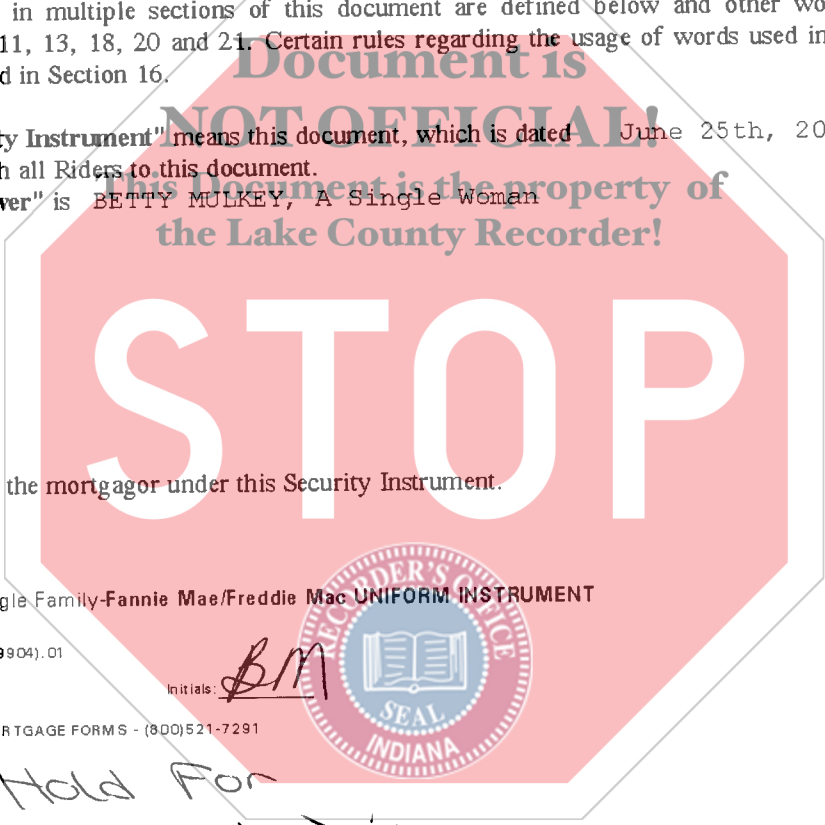 in multiple sections of this document are defined below and other wo
11, 13, 18, 20 and 21. Certain rules regarding the usage of words used in
d in Section 16.
Document is
NOT OFFICIAL!
This Document is the property of
the Lake County Recorder!
ty Instrument" means this document, which is dated June 25th, 20
h all Riders to this document.
ver" is BETTY MULKEY, A Single Woman
STOP
the mortgagor under this Security Instrument.
gle Family-Fannie Mae/Freddie Mac UNIFORM INSTRUMENT
9904).01
Initials: BM
RECORDER'S OFFICE
SEAL
INDIANA
RTGAGE FORMS - (800)521-7291
Hold For